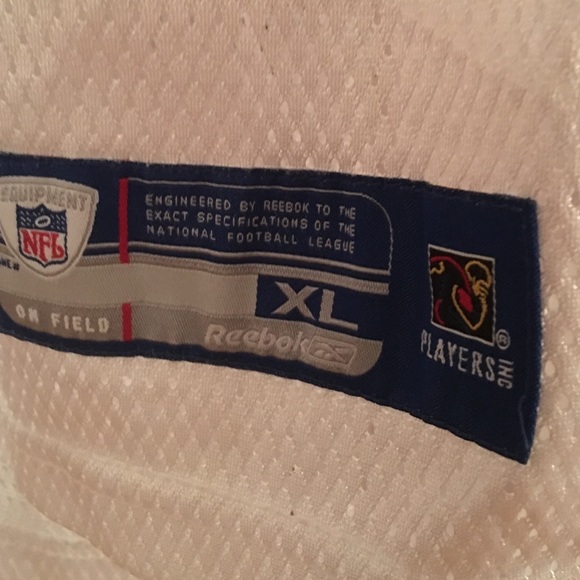 EQUIPMENT
NFL
ON FIELD
ENGINEERED BY REEBOK TO THE
EXACT SPECIFICATIONS OF THE
NATIONAL FOOTBALL LEAGUE
XL
Reebok
PLAYERS INC
®